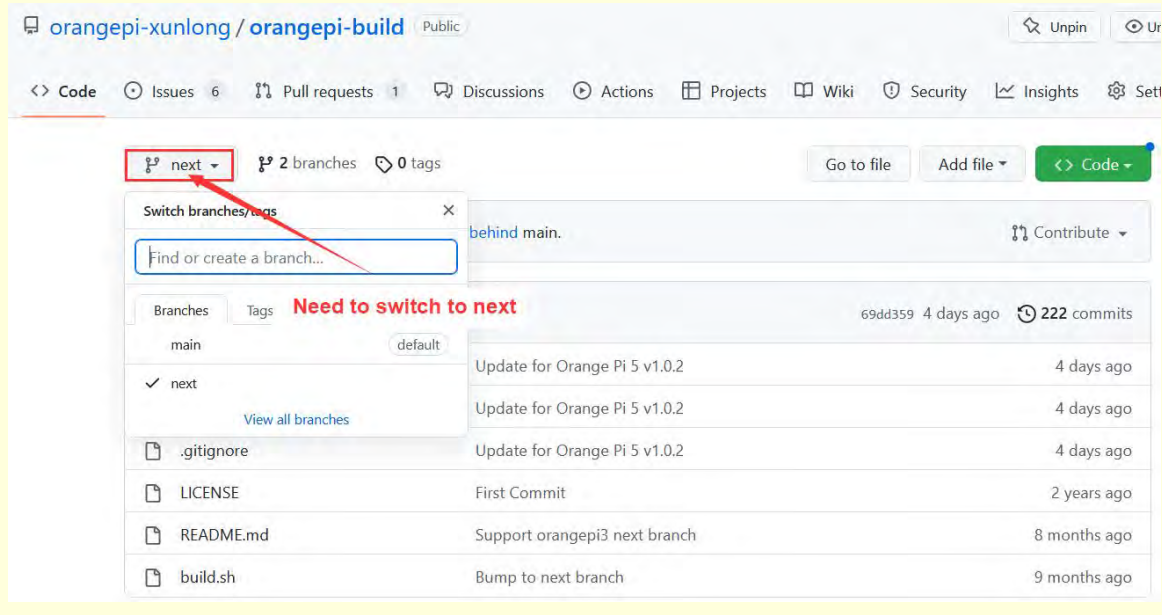 orangepi-xunlong / orangepi-build Public Unpin
Code Issues 6 Pull requests 1 Discussions Actions Projects Wiki Security Insights
next 2 branches 0 tags Go to file Add file Code
Switch branches/tags
behind main. Contribute
Find or create a branch...
Branches Tags Need to switch to next 69dd359 4 days ago 222 commits
main default
Update for Orange Pi 5 v1.0.2 4 days ago
next
Update for Orange Pi 5 v1.0.2 4 days ago
View all branches
.gitignore Update for Orange Pi 5 v1.0.2 4 days ago
LICENSE First Commit 2 years ago
README.md Support orangepi3 next branch 8 months ago
build.sh Bump to next branch 9 months ago